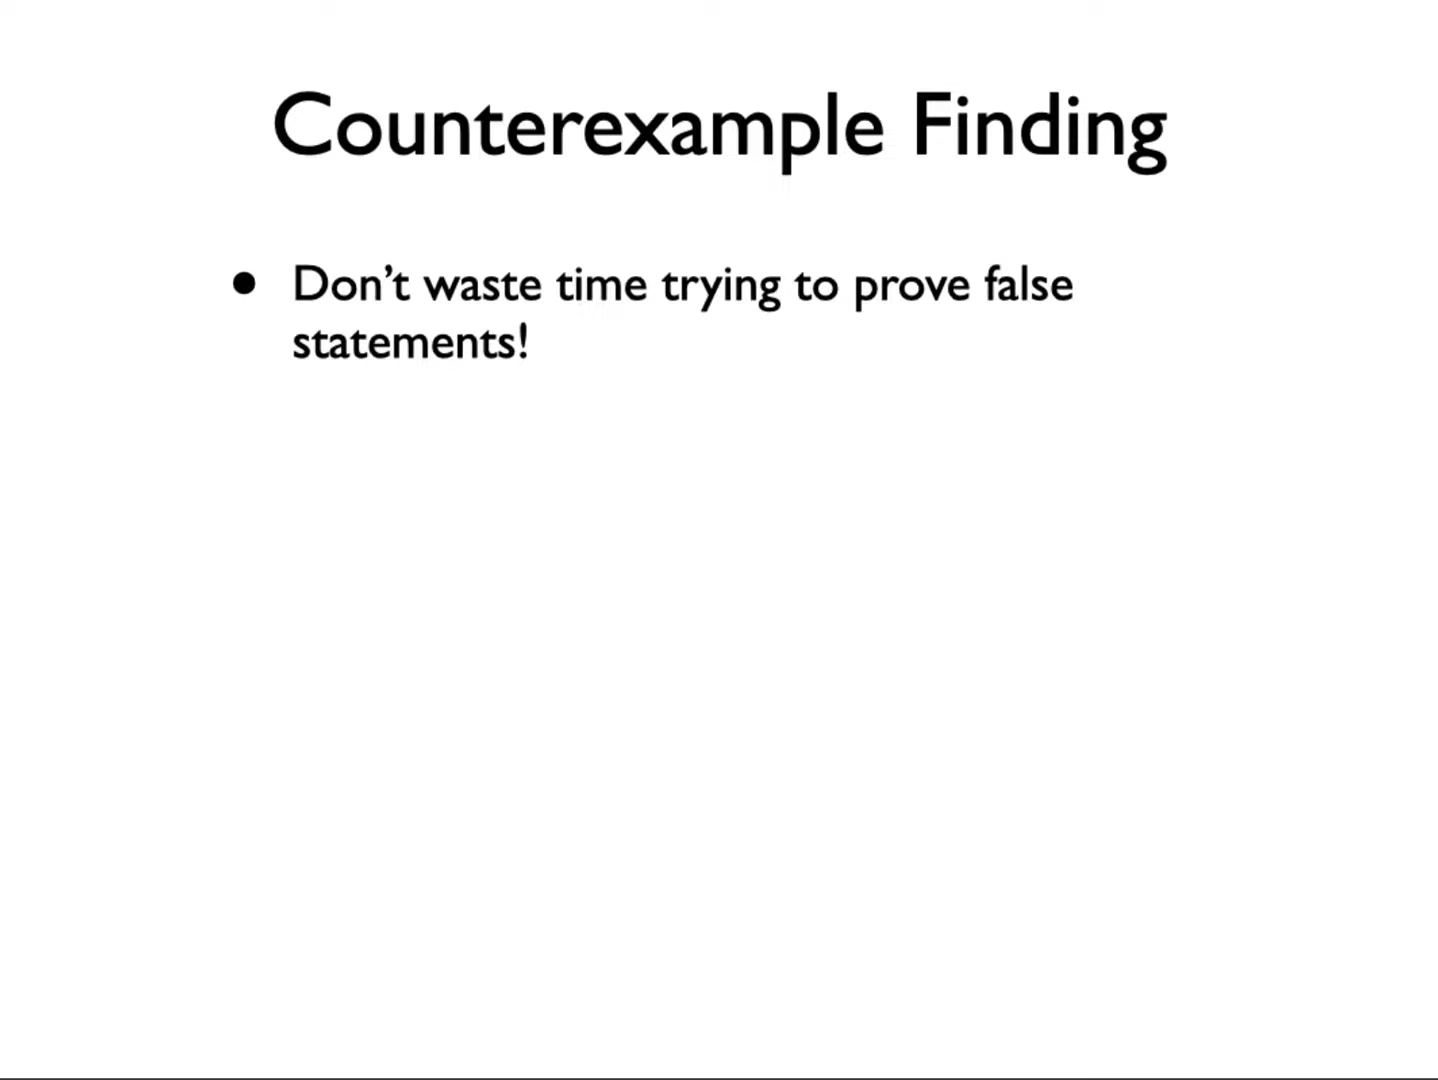 Counterexample Finding
• Don’t waste time trying to prove false
statements!